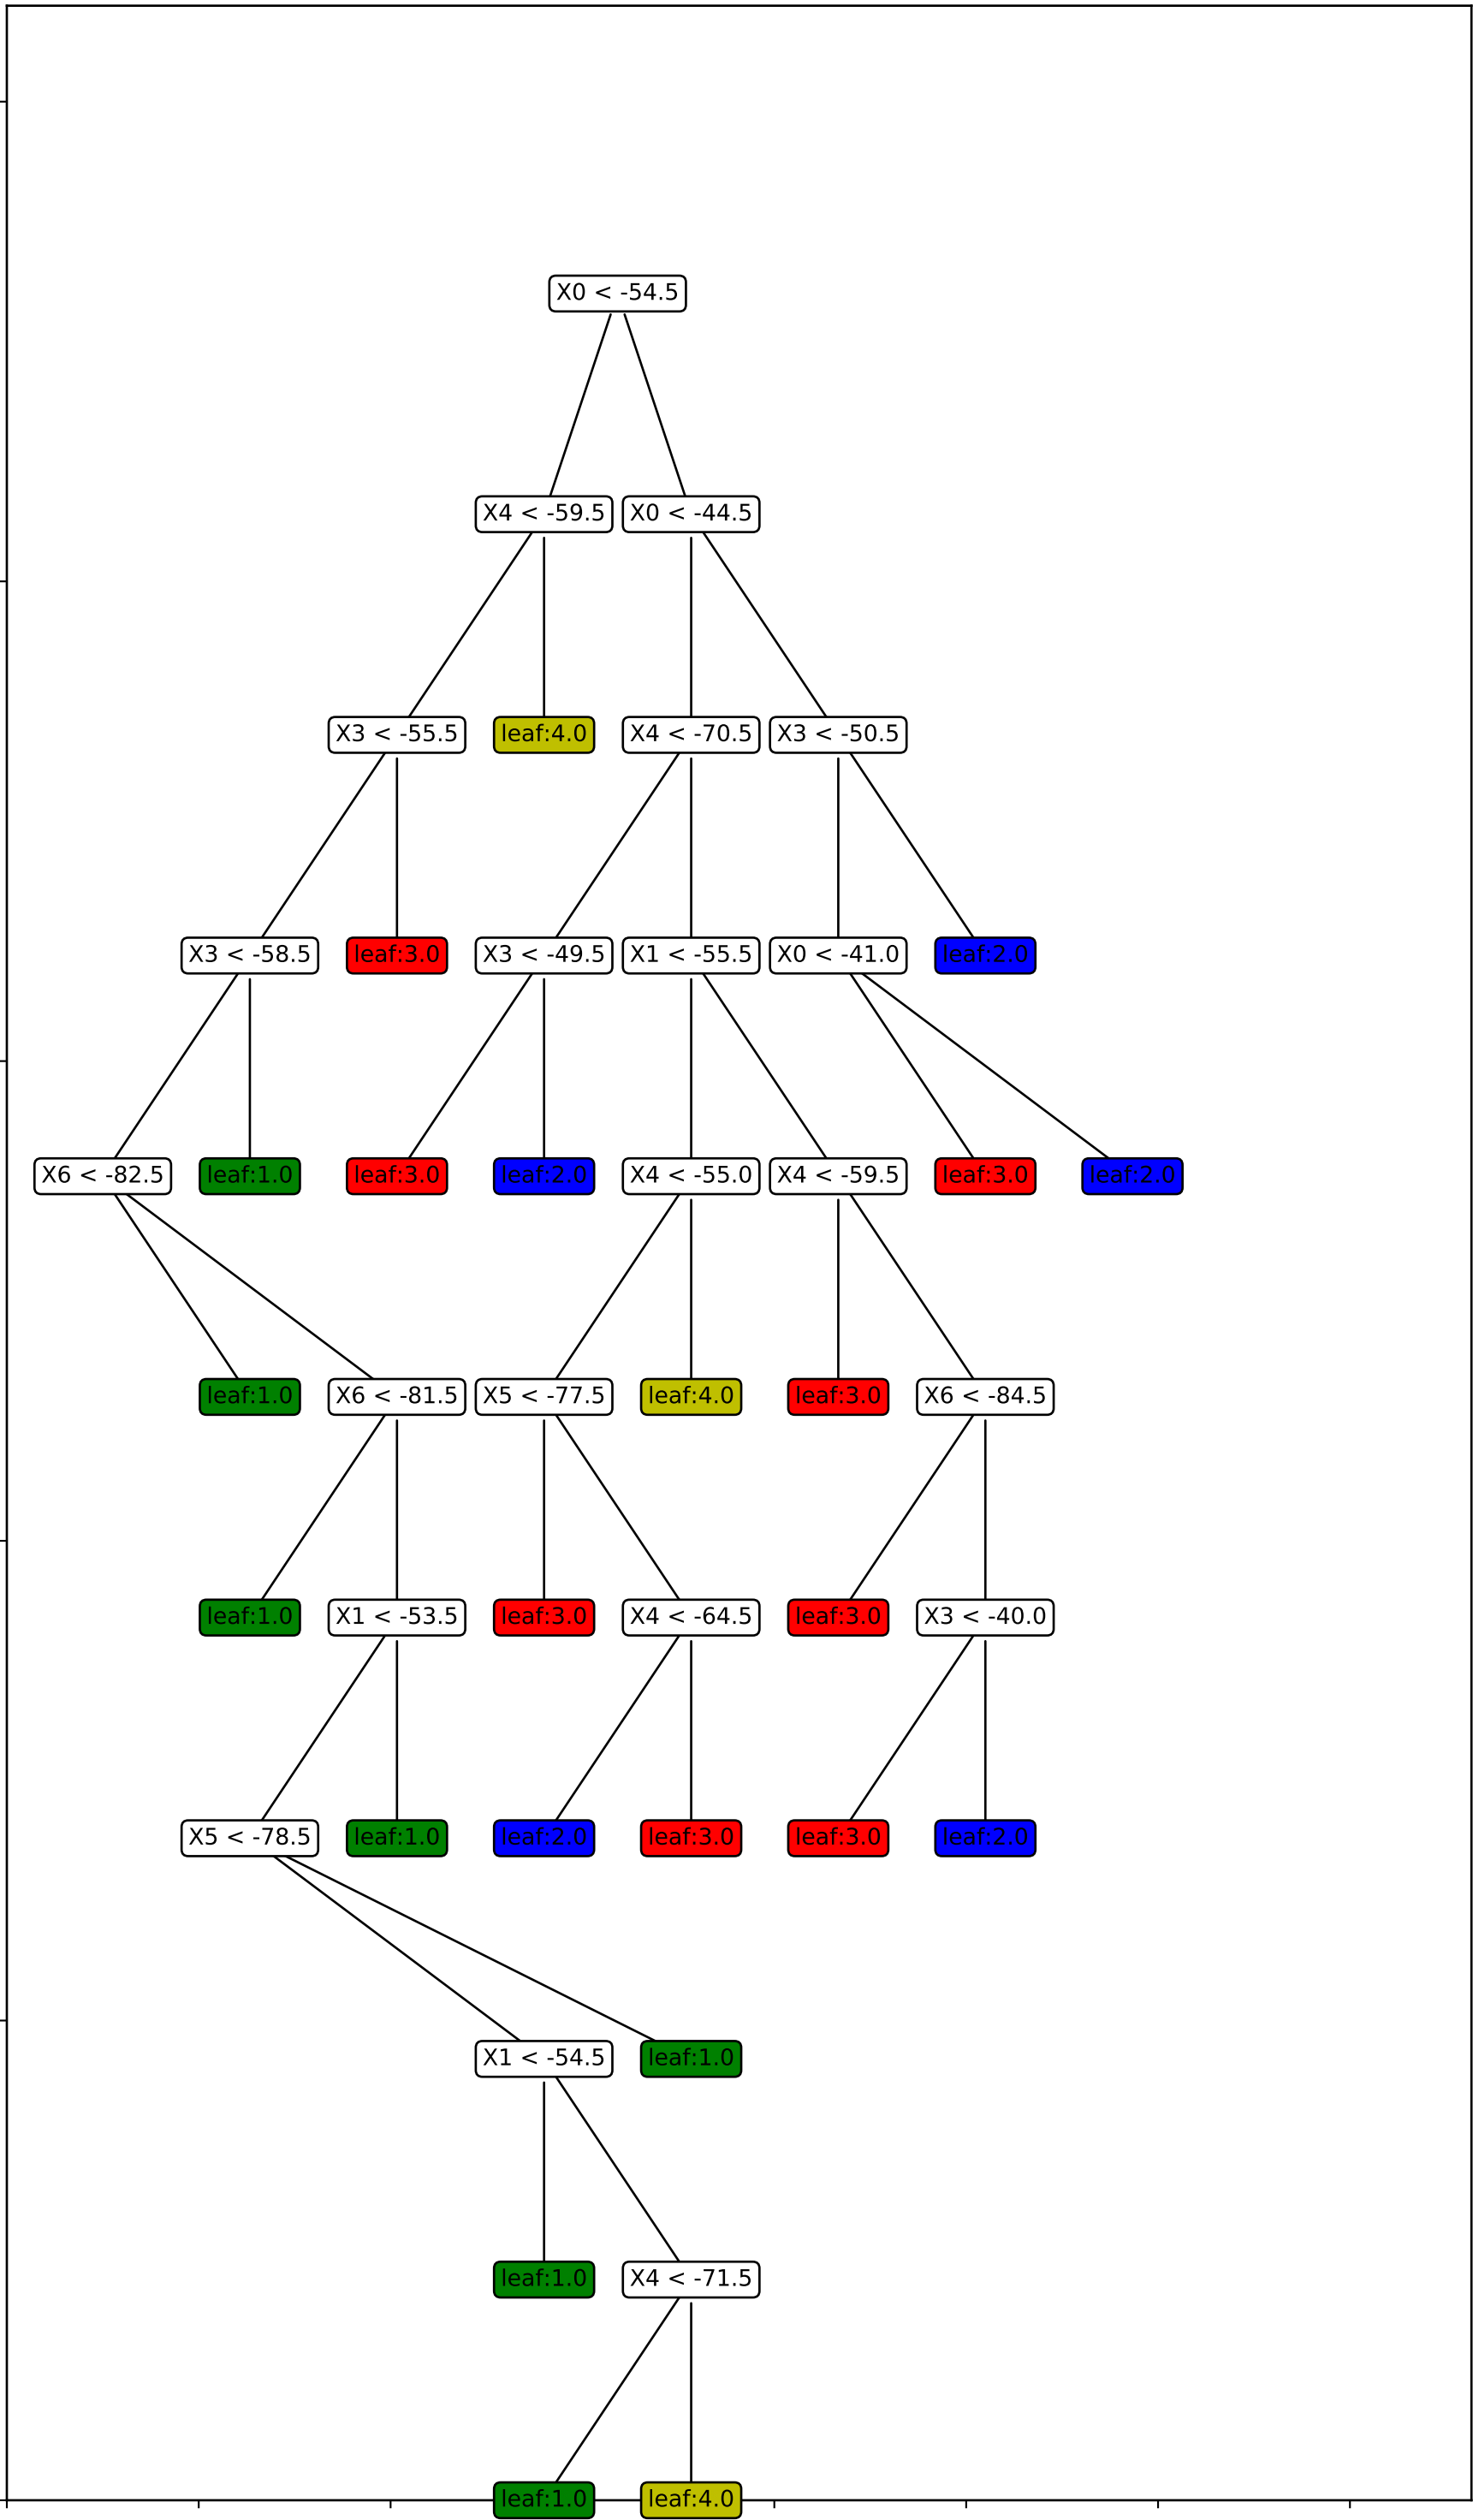 X0 < -54.5
X4 < -59.5
X0 < -44.5
X3 < -55.5
leaf:4.0
X4 < -70.5
X3 < -50.5
X3 < -58.5
leaf:3.0
X3 < -49.5
X1 < -55.5
X0 < -41.0
leaf:2.0
X6 < -82.5
leaf:1.0
leaf:3.0
leaf:2.0
X4 < -55.0
X4 < -59.5
leaf:3.0
leaf:2.0
leaf:1.0
X6 < -81.5
X5 < -77.5
leaf:4.0
leaf:3.0
X6 < -84.5
leaf:1.0
X1 < -53.5
leaf:3.0
X4 < -64.5
leaf:3.0
X3 < -40.0
X5 < -78.5
leaf:1.0
leaf:2.0
leaf:3.0
leaf:3.0
leaf:2.0
X1 < -54.5
leaf:1.0
leaf:1.0
X4 < -71.5
leaf:1.0
leaf:4.0